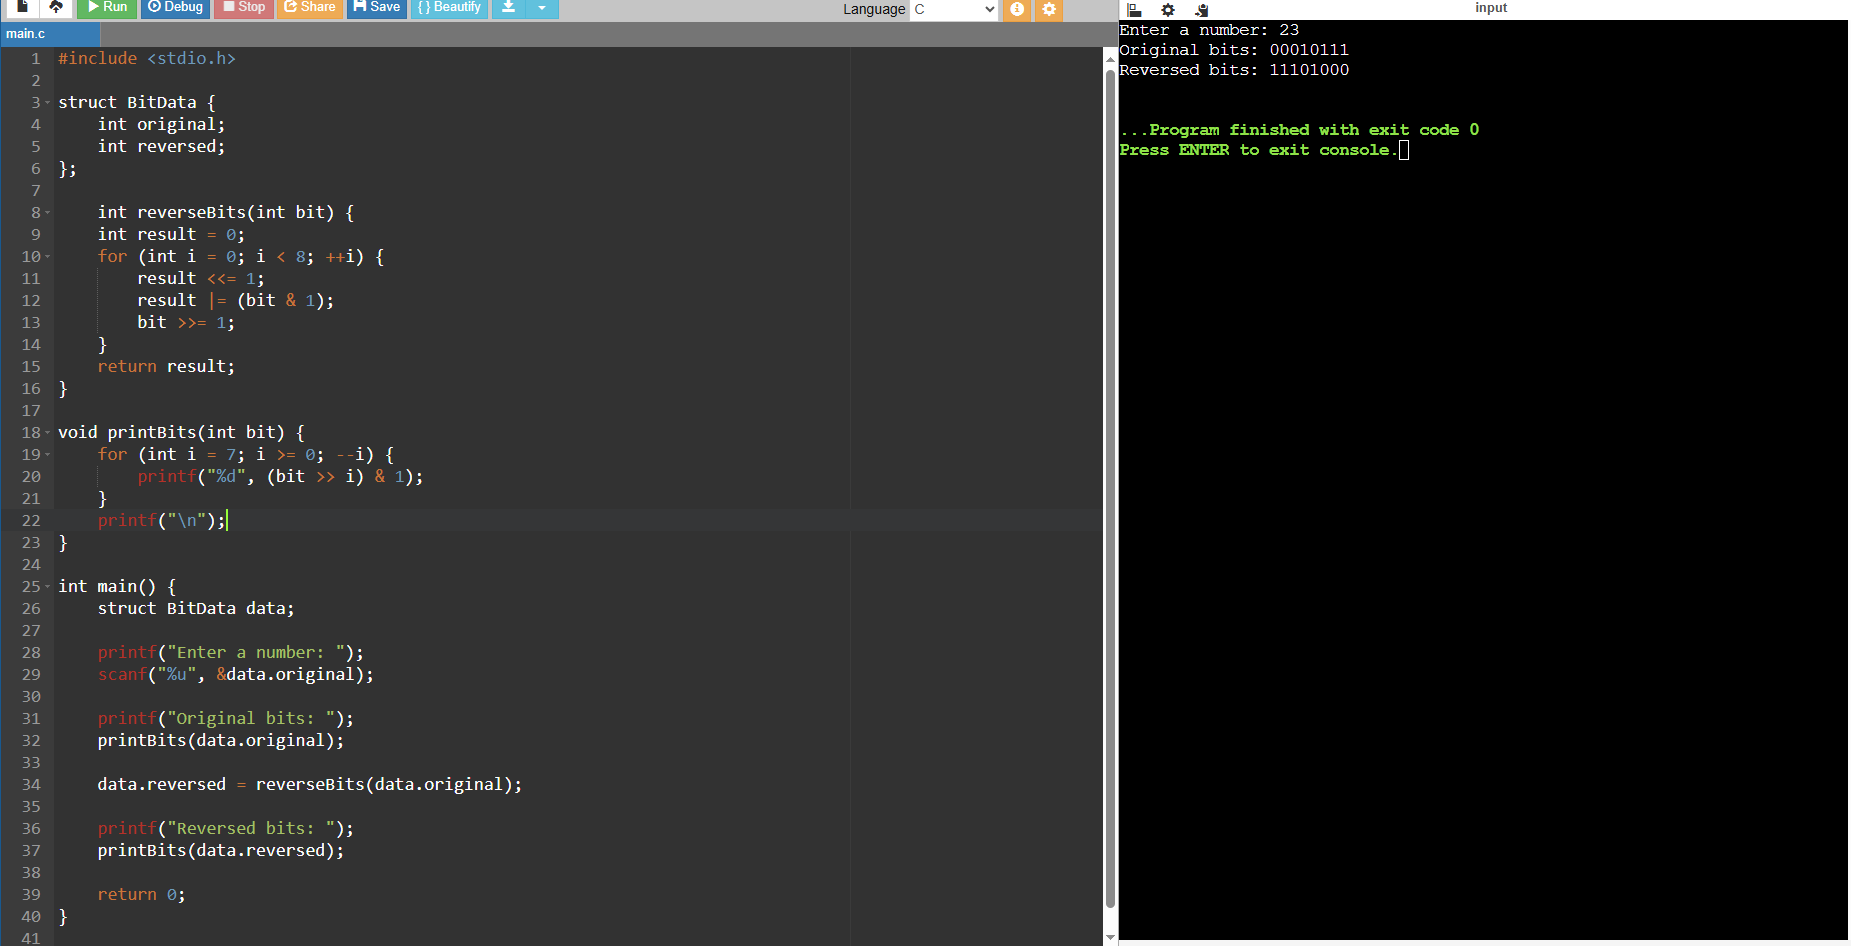 Run Debug Stop Share Save { } Beautify Language C
main.c
1 #include <stdio.h>
2
3 struct BitData {
4     int original;
5     int reversed;
6 };
7
8     int reverseBits(int bit) {
9     int result = 0;
10     for (int i = 0; i < 8; ++i) {
11         result <<= 1;
12         result |= (bit & 1);
13         bit >>= 1;
14     }
15     return result;
16 }
17
18 void printBits(int bit) {
19     for (int i = 7; i >= 0; --i) {
20         printf("%d", (bit >> i) & 1);
21     }
22     printf("\n");
23 }
24
25 int main() {
26     struct BitData data;
27
28     printf("Enter a number: ");
29     scanf("%u", &data.original);
30
31     printf("Original bits: ");
32     printBits(data.original);
33
34     data.reversed = reverseBits(data.original);
35
36     printf("Reversed bits: ");
37     printBits(data.reversed);
38
39     return 0;
40 }
41
input
Enter a number: 23
Original bits: 00010111
Reversed bits: 11101000
...Program finished with exit code 0
Press ENTER to exit console.